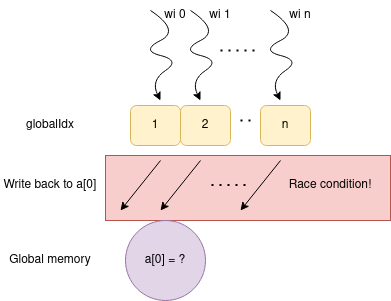 wi 0 wi 1 ..... wi n
globalIdx 1 2 .. n
Write back to a[0] ..... Race condition!
Global memory a[0] = ?